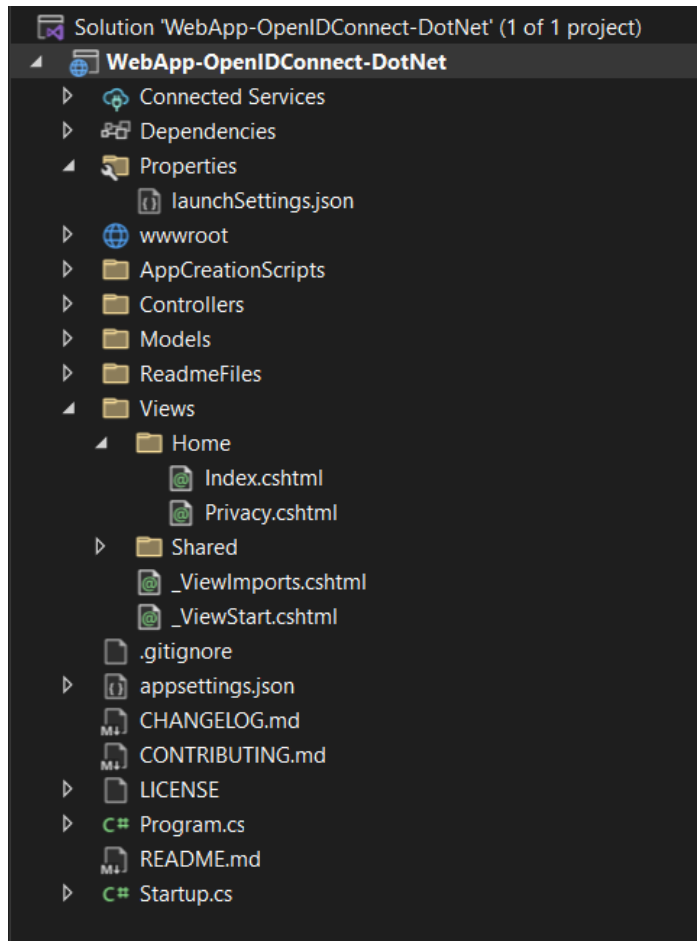 Solution 'WebApp-OpenIDConnect-DotNet' (1 of 1 project)
WebApp-OpenIDConnect-DotNet
Connected Services
Dependencies
Properties
launchSettings.json
wwwroot
AppCreationScripts
Controllers
Models
ReadmeFiles
Views
Home
@ Index.cshtml
@ Privacy.cshtml
Shared
@ _ViewImports.cshtml
@ _ViewStart.cshtml
.gitignore
appsettings.json
M↓ CHANGELOG.md
M↓ CONTRIBUTING.md
LICENSE
C# Program.cs
M↓ README.md
C# Startup.cs